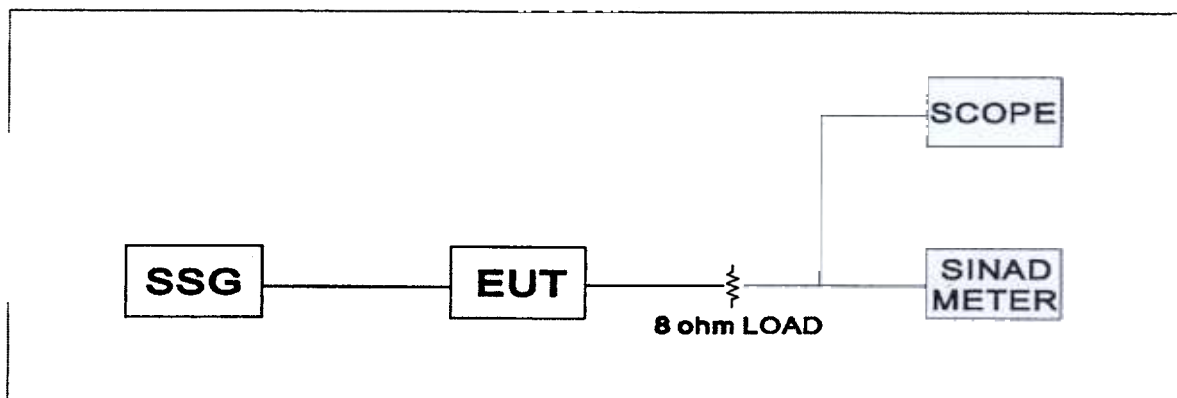 SCOPE
SSG
EUT
8 ohm LOAD
SINAD
METER